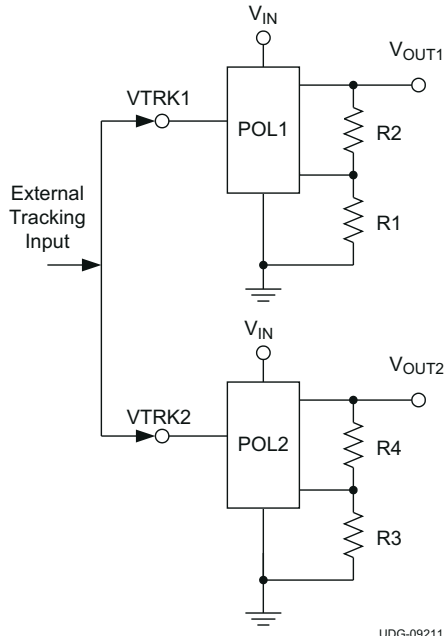 VIN
VOUT1
VTRK1
POL1
R2
External
Tracking
Input
R1
VIN
VOUT2
VTRK2
POL2
R4
R3
UDG-09211